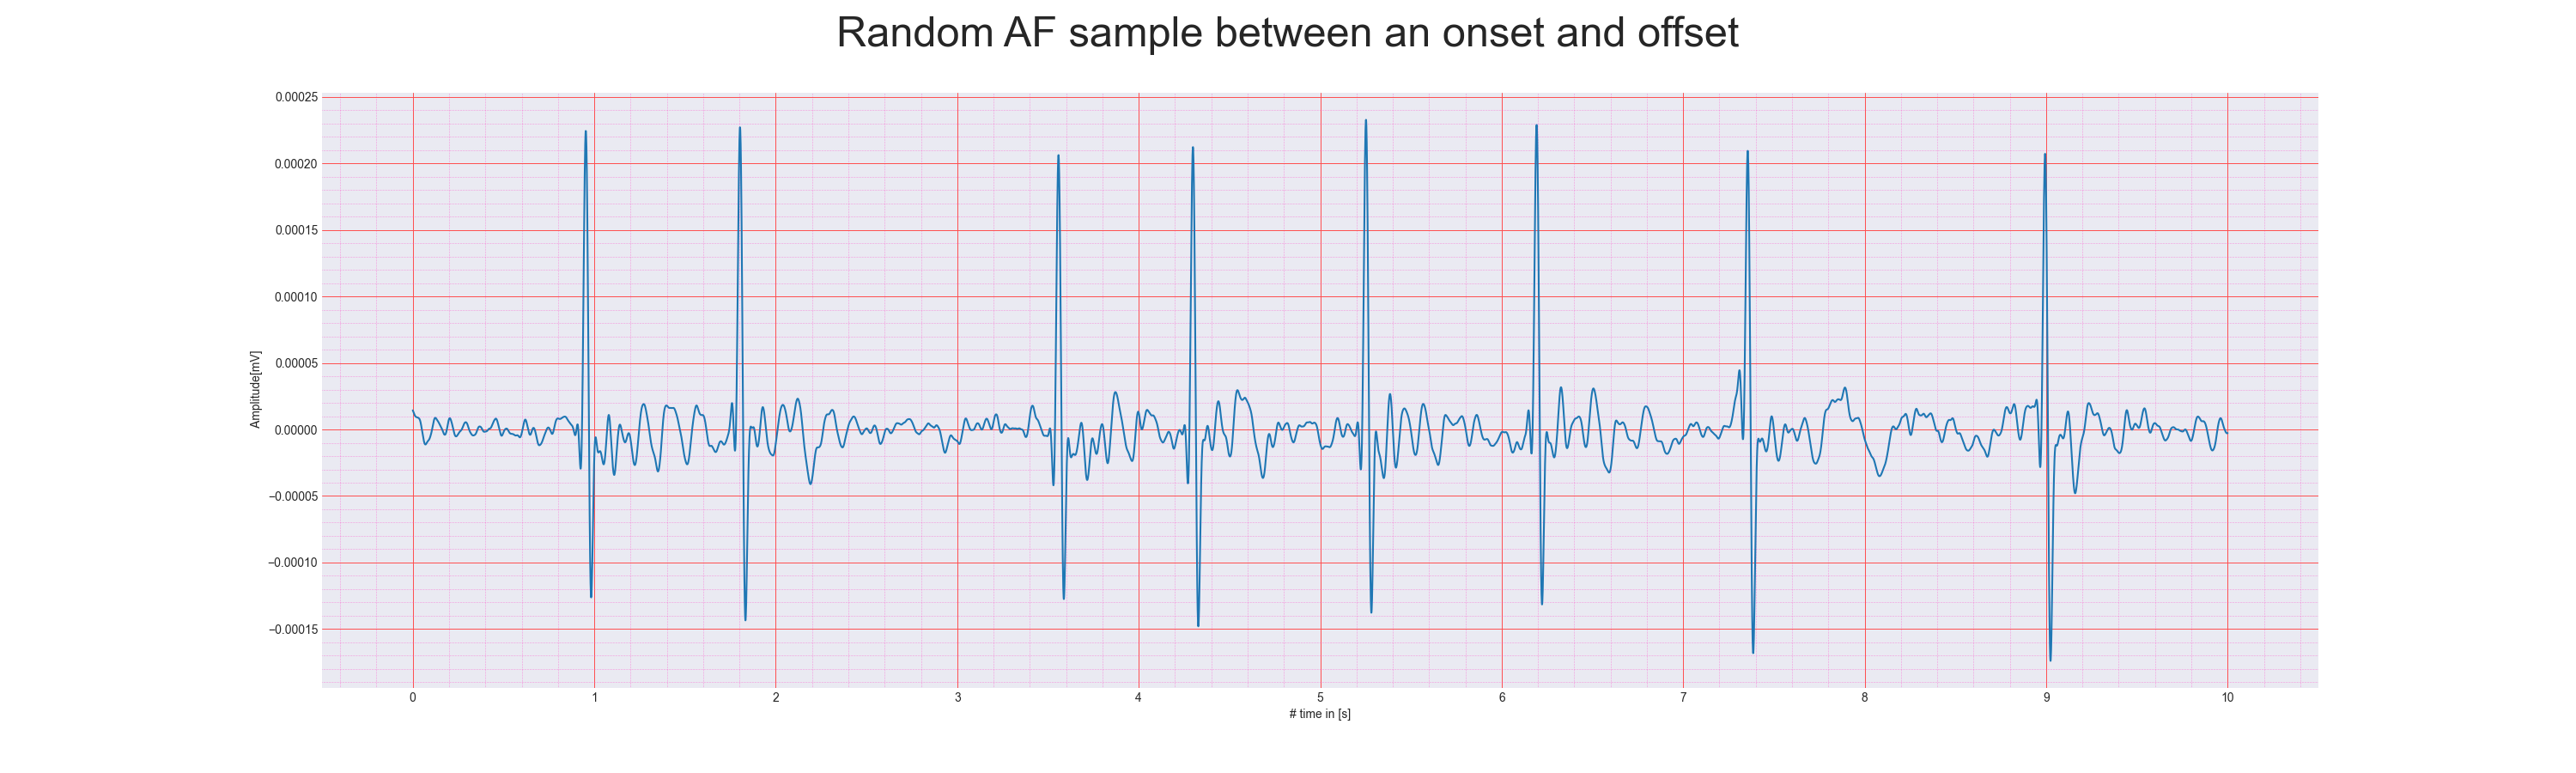 Random AF sample between an onset and offset
0.00025
0.00020
0.00015
0.00010
0.00005
0.00000
−0.00005
−0.00010
−0.00015
Amplitude[mV]
0 1 2 3 4 5 6 7 8 9 10
# time in [s]